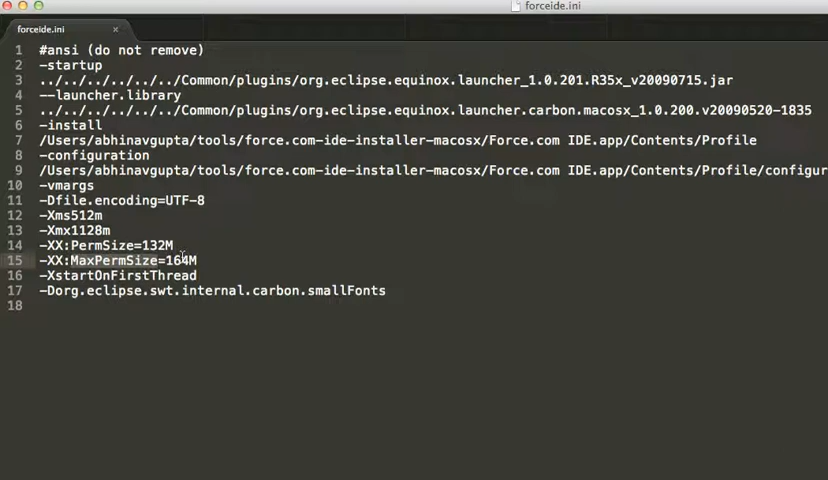 forceide.ini
forceide.ini ×
1 #ansi (do not remove)
2 -startup
3 ../../../../../../Common/plugins/org.eclipse.equinox.launcher_1.0.201.R35x_v20090715.jar
4 --launcher.library
5 ../../../../../../Common/plugins/org.eclipse.equinox.launcher.carbon.macosx_1.0.200.v20090520-1835
6 -install
7 /Users/abhinavgupta/tools/force.com-ide-installer-macosx/Force.com IDE.app/Contents/Profile
8 -configuration
9 /Users/abhinavgupta/tools/force.com-ide-installer-macosx/Force.com IDE.app/Contents/Profile/configur
10 -vmargs
11 -Dfile.encoding=UTF-8
12 -Xms512m
13 -Xmx1128m
14 -XX:PermSize=132M
15 -XX:MaxPermSize=164M
16 -XstartOnFirstThread
17 -Dorg.eclipse.swt.internal.carbon.smallFonts
18